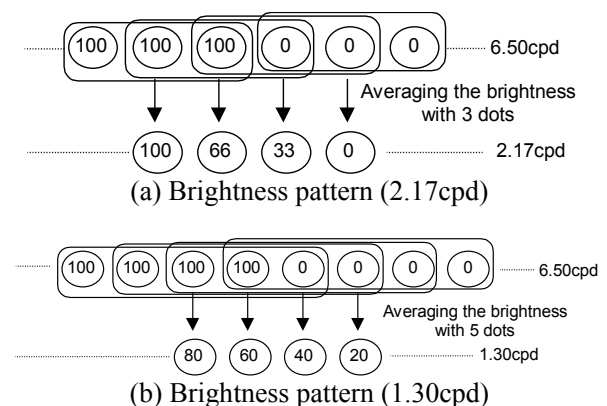 100 100 100 0 0 0 6.50cpd
Averaging the brightness
with 3 dots
100 66 33 0 2.17cpd
(a) Brightness pattern (2.17cpd)
100 100 100 100 0 0 0 0 6.50cpd
Averaging the brightness
with 5 dots
80 60 40 20 1.30cpd
(b) Brightness pattern (1.30cpd)